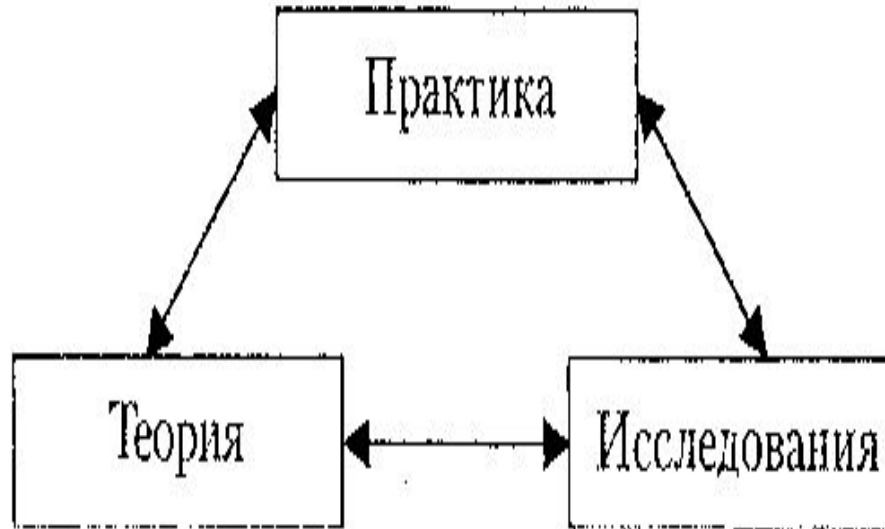 Практика
Теория
Исследования